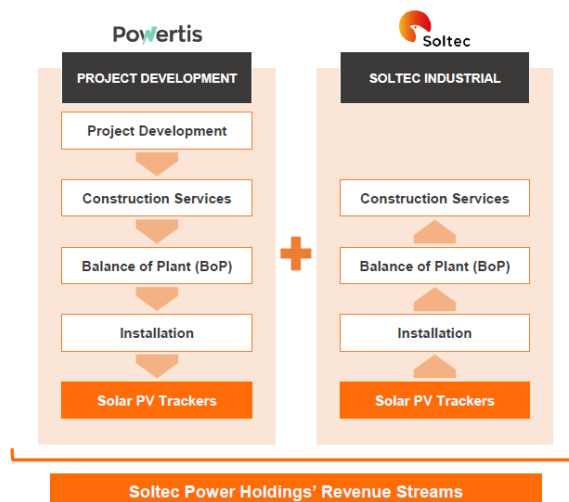 Powertis
PROJECT DEVELOPMENT
Project Development
Construction Services
Balance of Plant (BoP)
Installation
Solar PV Trackers
Soltec
SOLTEC INDUSTRIAL
Construction Services
Balance of Plant (BoP)
Installation
Solar PV Trackers
Soltec Power Holdings' Revenue Streams